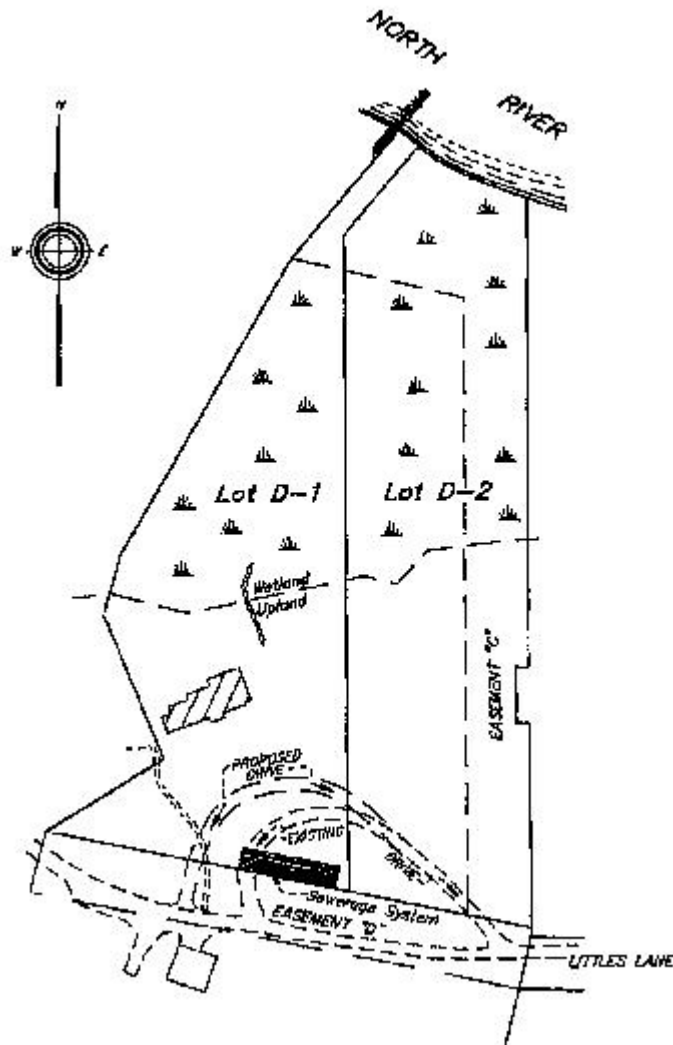 NORTH
RIVER
N
W E
Lot D-1
Lot D-2
Wetland
Upland
EASEMENT "C"
PROPOSED
DRIVE
EXISTING
DRIVE
Sewerage System
EASEMENT
LITTLES LANE